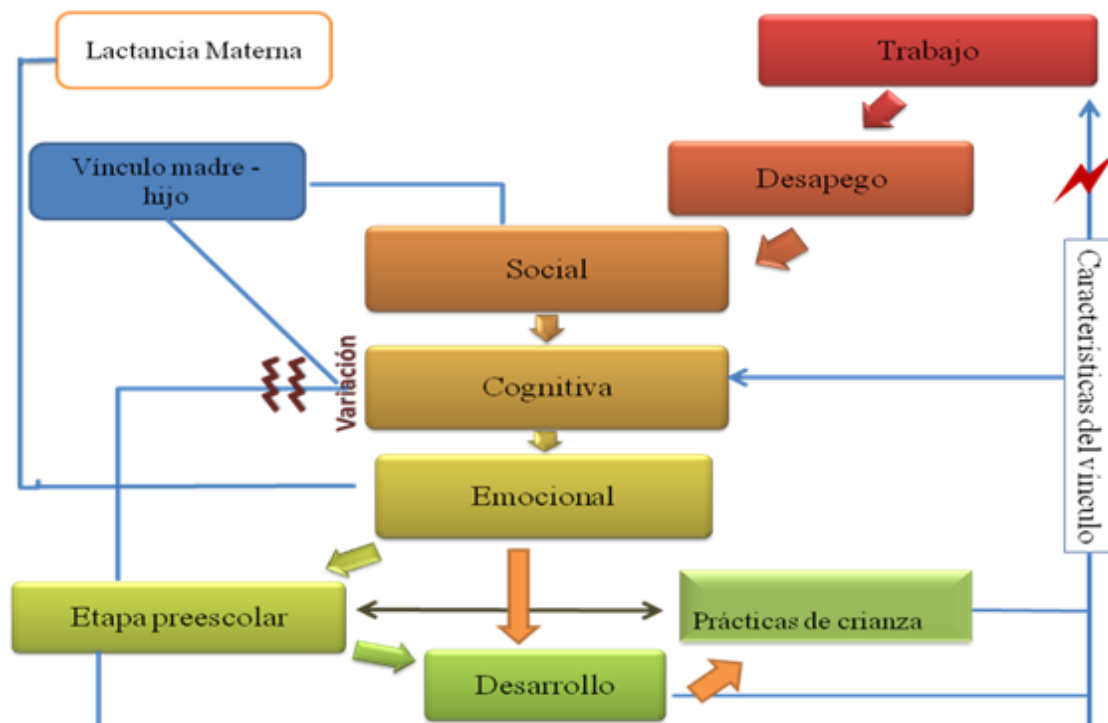 Lactancia Materna
Trabajo
Vínculo madre -
hijo
Desapego
Social
Variación
Cognitiva
Características del vinculo
Emocional
Etapa preescolar
Prácticas de crianza
Desarrollo